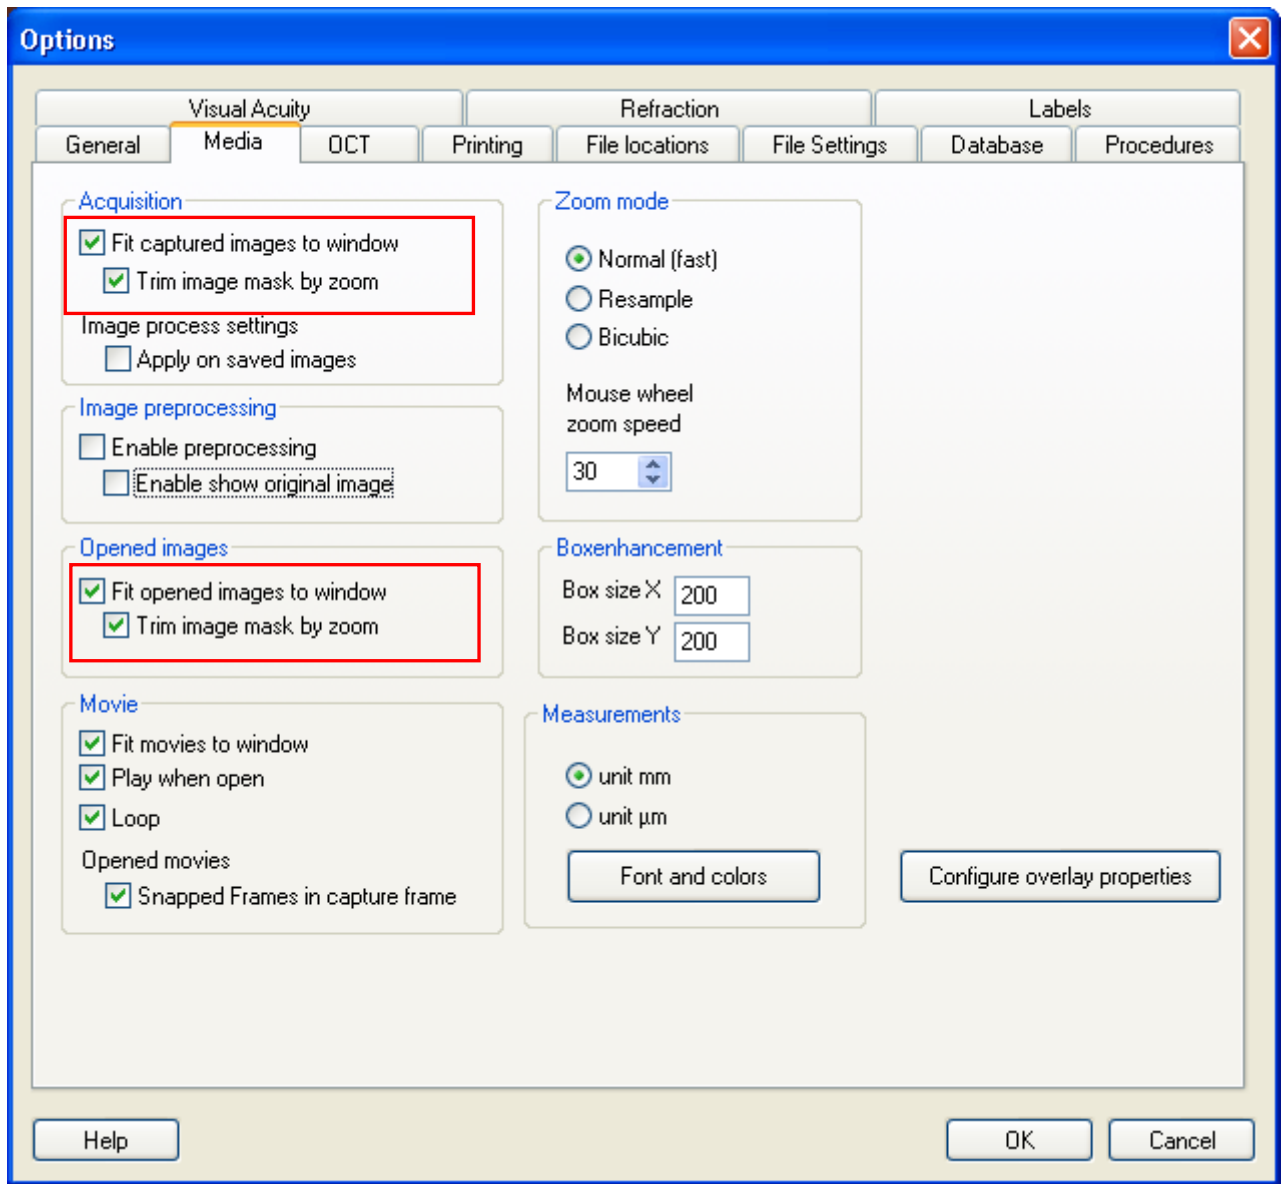 Options
Visual Acuity
Refraction
Labels
General
Media
OCT
Printing
File locations
File Settings
Database
Procedures
Acquisition
Fit captured images to window
Trim image mask by zoom
Image process settings
Apply on saved images
Image preprocessing
Enable preprocessing
Enable show original image
Opened images
Fit opened images to window
Trim image mask by zoom
Movie
Fit movies to window
Play when open
Loop
Opened movies
Snapped Frames in capture frame
Zoom mode
Normal (fast)
Resample
Bicubic
Mouse wheel
zoom speed
30
Boxenhancement
Box size X 200
Box size Y 200
Measurements
unit mm
unit µm
Font and colors
Configure overlay properties
Help
OK
Cancel